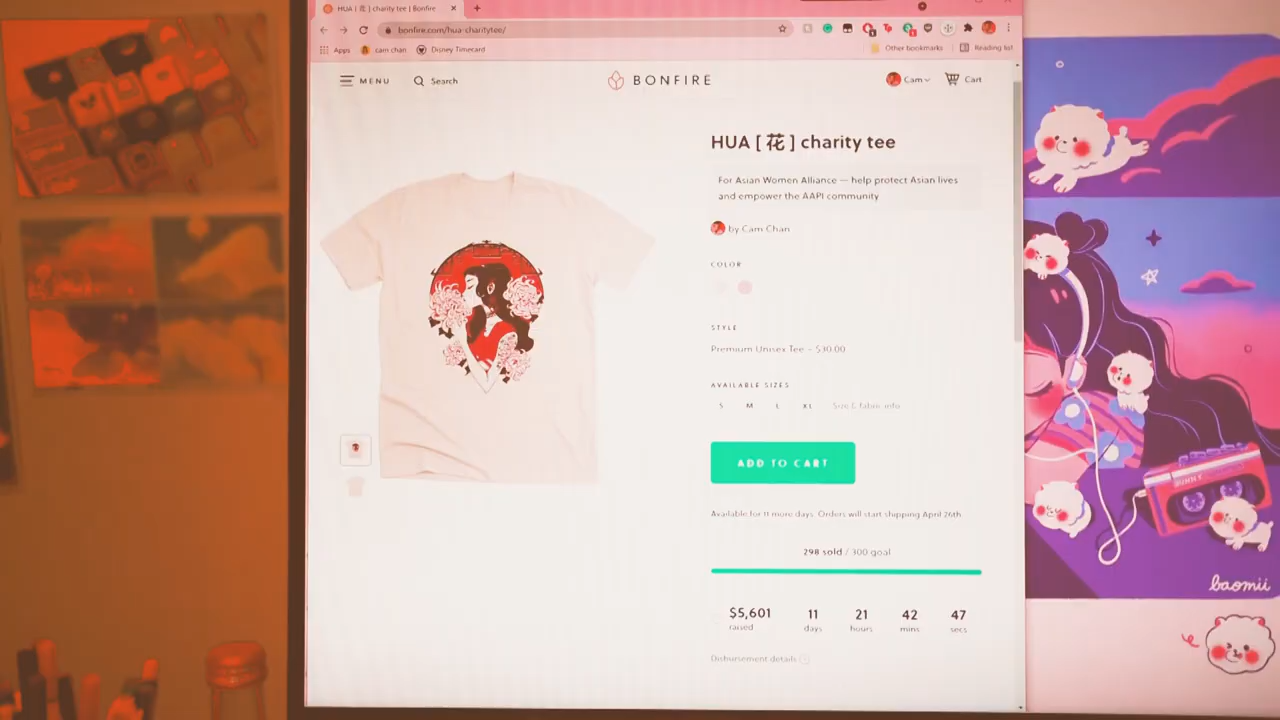 HUA [ 花 ] charity tee | Bonfire
bonfire.com/hua-charitytee/
Apps cam chan Disney Timecard Other bookmarks Reading list
MENU Search BONFIRE Cam Cart
HUA [ 花 ] charity tee
For Asian Women Alliance — help protect Asian lives
and empower the AAPI community
by Cam Chan
COLOR
STYLE
Premium Unisex Tee – $30.00
AVAILABLE SIZES
S M L XL Size & fabric info
ADD TO CART
Available for 11 more days. Orders will start shipping April 26th.
298 sold / 300 goal
$5,601 11 21 42 47
raised days hours mins secs
Disbursement details
BUNNY
baomii